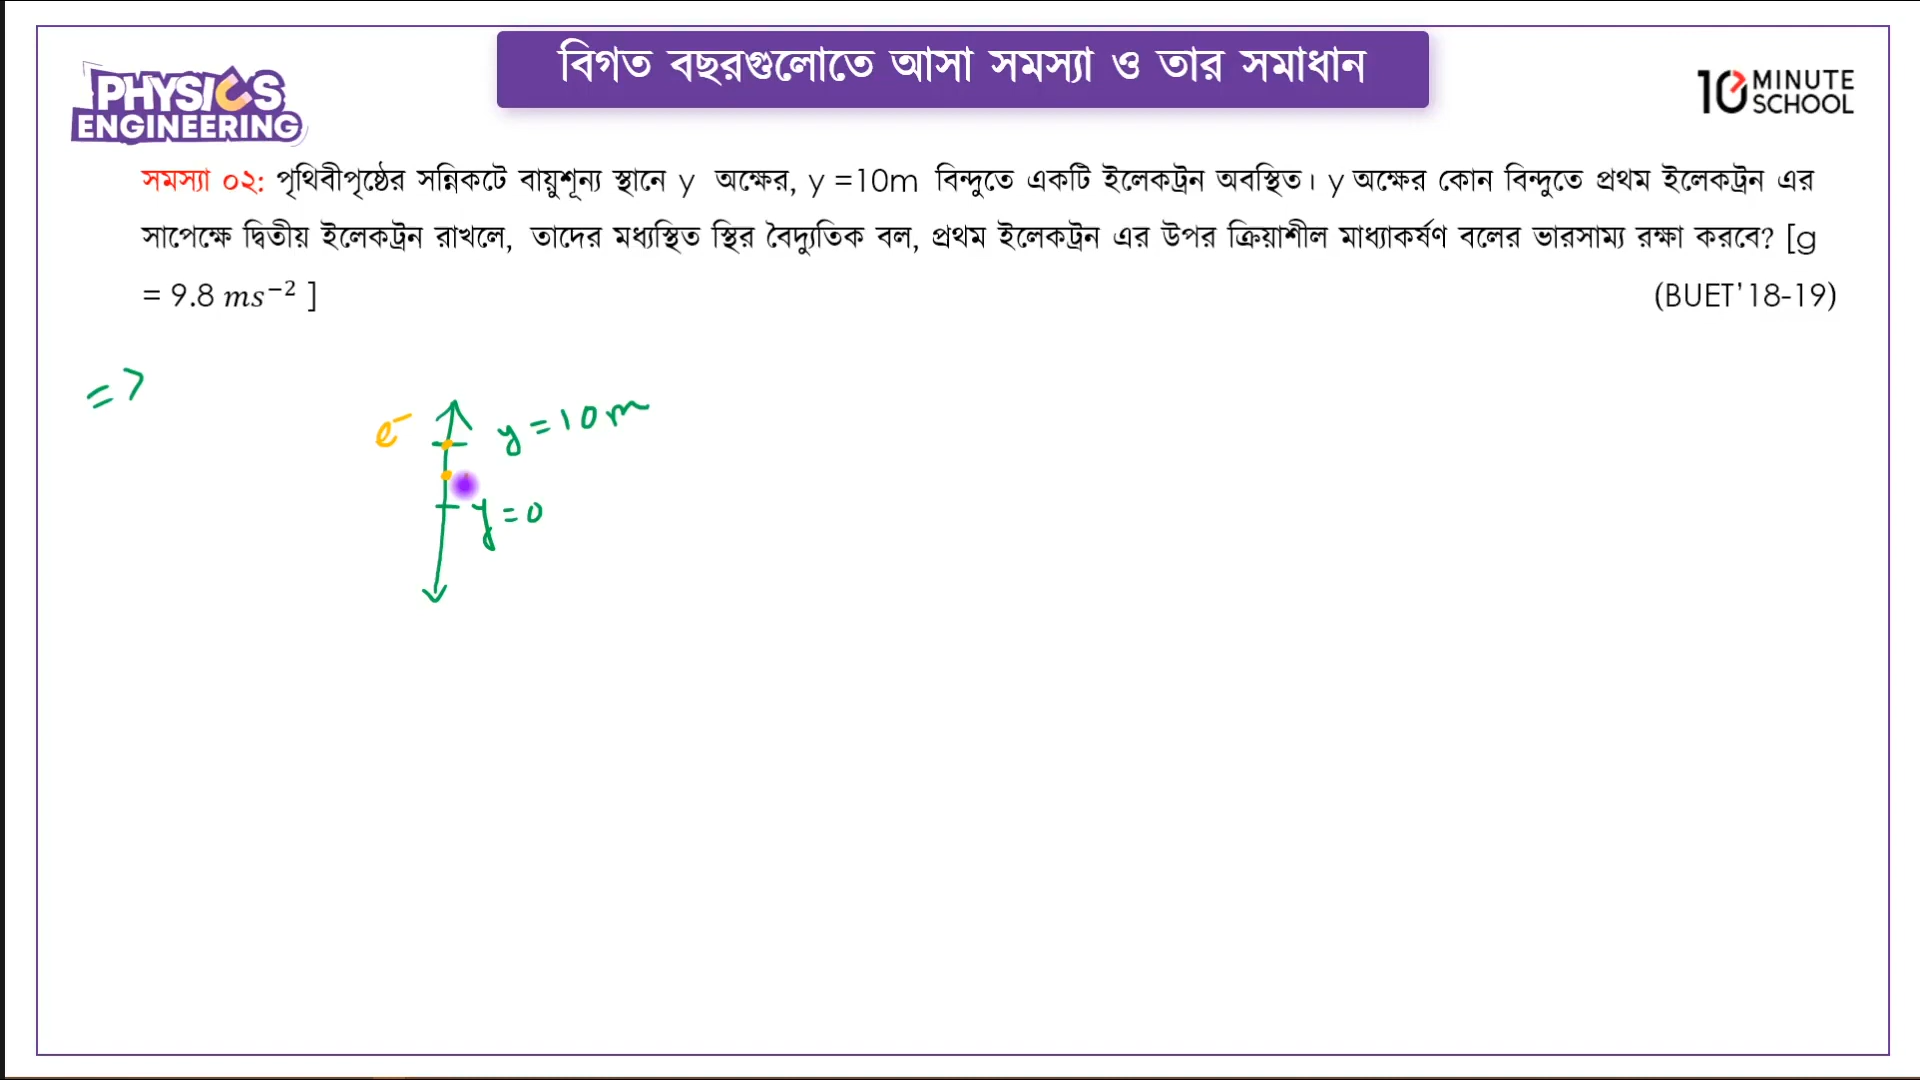 বিগত বছরগুলোতে আসা সমস্যা ও তার সমাধান
PHYSICS
ENGINEERING
10 MINUTE
SCHOOL
সমস্যা ০২: পৃথিবীপৃষ্ঠের সন্নিকটে বায়ুশূন্য স্থানে y অক্ষের, y =10m বিন্দুতে একটি ইলেকট্রন অবস্থিত। y অক্ষের কোন বিন্দুতে প্রথম ইলেকট্রন এর
সাপেক্ষে দ্বিতীয় ইলেকট্রন রাখলে, তাদের মধ্যস্থিত স্থির বৈদ্যুতিক বল, প্রথম ইলেকট্রন এর উপর ক্রিয়াশীল মাধ্যাকর্ষণ বলের ভারসাম্য রক্ষা করবে? [g
= 9.8 ms⁻² ] (BUET'18-19)
=>
e⁻ y = 10 m
y = 0